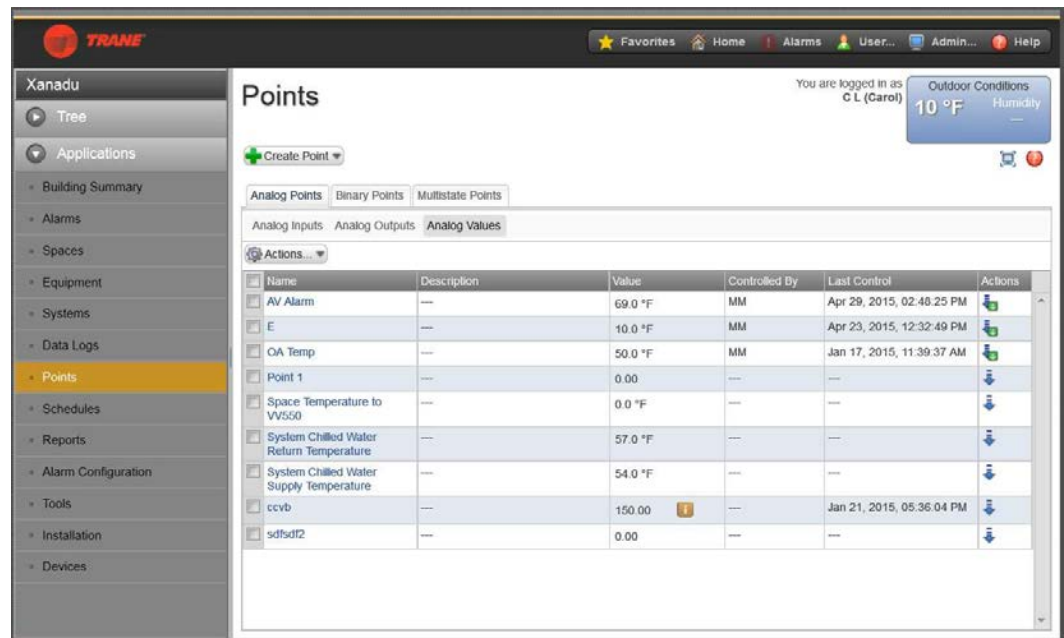 TRANE
Favorites Home Alarms User... Admin... Help
Xanadu
Tree
Applications
Building Summary
Alarms
Spaces
Equipment
Systems
Data Logs
Points
Schedules
Reports
Alarm Configuration
Tools
Installation
Devices
Points
You are logged in as
C L (Carol)
Outdoor Conditions
10 °F Humidity
---
Create Point
Analog Points Binary Points Multistate Points
Analog Inputs Analog Outputs Analog Values
Actions...
Name Description Value Controlled By Last Control Actions
AV Alarm --- 69.0 °F MM Apr 29, 2015, 02:48:25 PM
E --- 10.0 °F MM Apr 23, 2015, 12:32:49 PM
OA Temp --- 50.0 °F MM Jan 17, 2015, 11:39:37 AM
Point 1 --- 0.00 --- ---
Space Temperature to
VV550 --- 0.0 °F --- ---
System Chilled Water
Return Temperature --- 57.0 °F --- ---
System Chilled Water
Supply Temperature --- 54.0 °F --- ---
ccvb --- 150.00 --- Jan 21, 2015, 05:36:04 PM
sdfsdf2 --- 0.00 --- ---